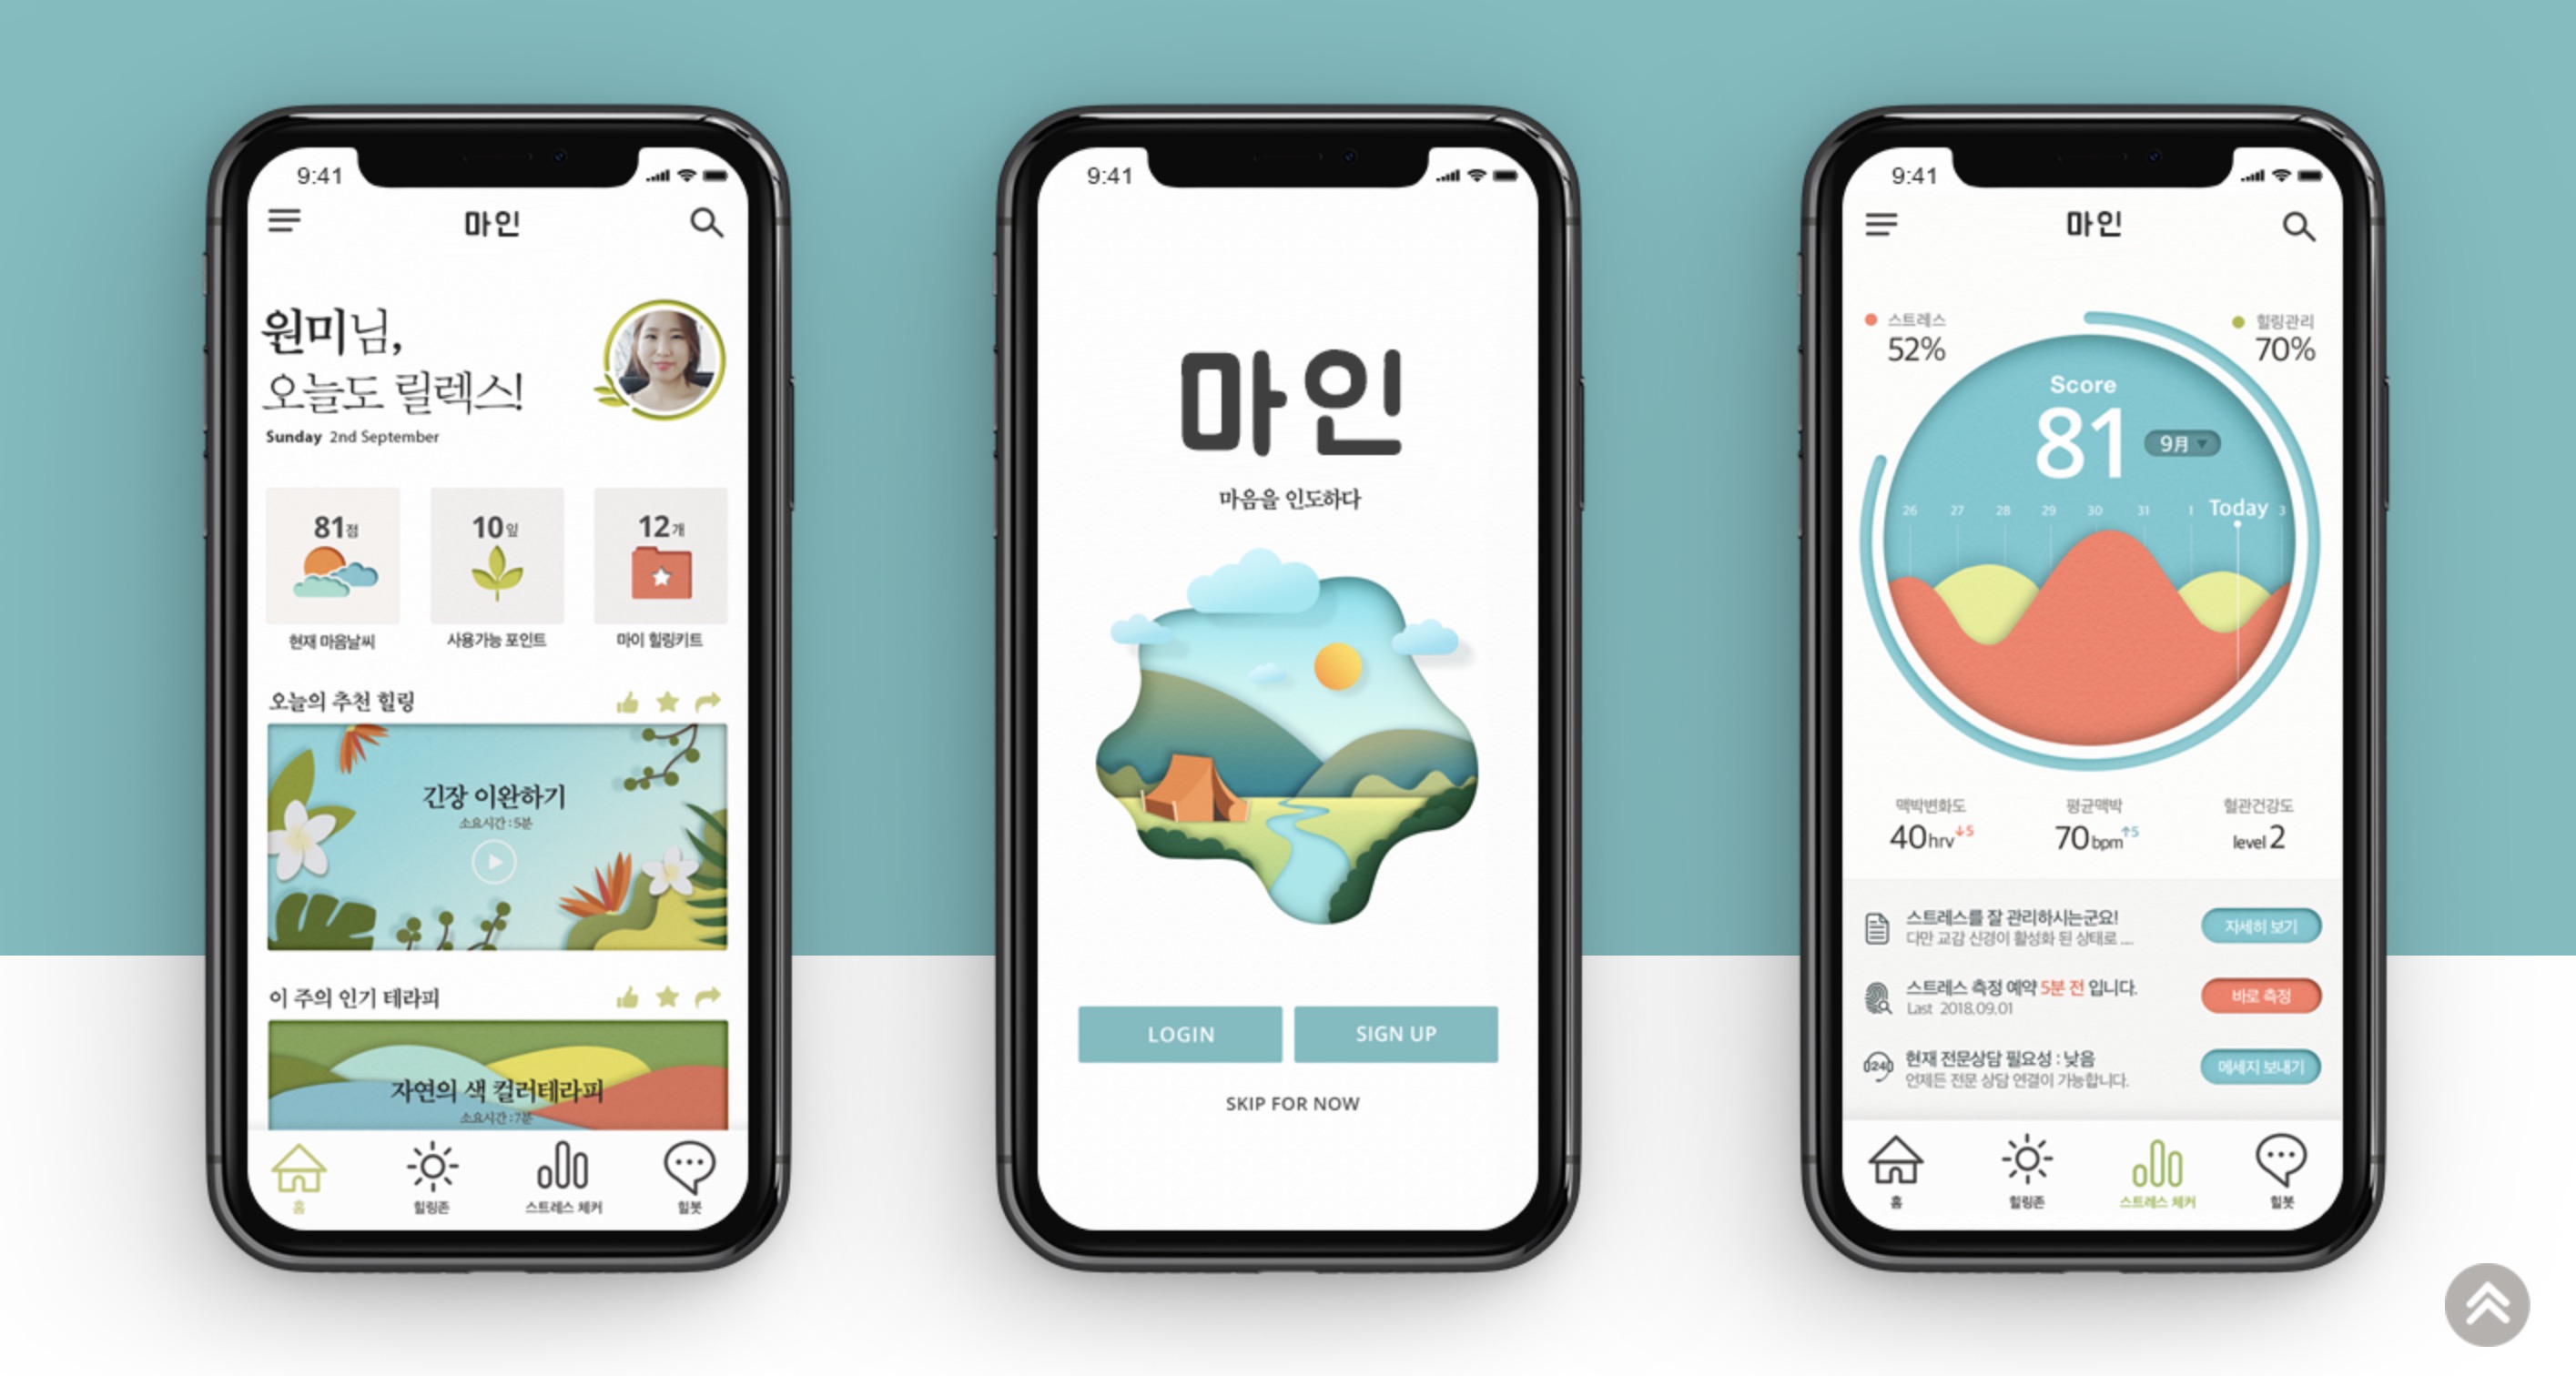 9:41
마인
원미님,
오늘도 릴렉스!
Sunday 2nd September
81점
10잎
12개
현재 마음날씨
사용가능 포인트
마이 힐링키트
오늘의 추천 힐링
긴장 이완하기
소요시간 : 5분
이 주의 인기 테라피
자연의 색 컬러테라피
소요시간 : 7분
홈
힐링존
스트레스 체커
힐봇
9:41
마인
마음을 인도하다
LOGIN
SIGN UP
SKIP FOR NOW
9:41
마인
스트레스
52%
힐링관리
70%
Score
81
9月
26 27 28 29 30 31 1 Today 3
맥박변화도
40hrv↓5
평균맥박
70bpm↑5
혈관건강도
level 2
스트레스를 잘 관리하시는군요!
다만 교감 신경이 활성화 된 상태로 ....
자세히 보기
스트레스 측정 예약 5분 전 입니다.
Last 2018.09.01
바로 측정
24
현재 전문상담 필요성 : 낮음
언제든 전문 상담 연결이 가능합니다.
메세지 보내기
홈
힐링존
스트레스 체커
힐봇